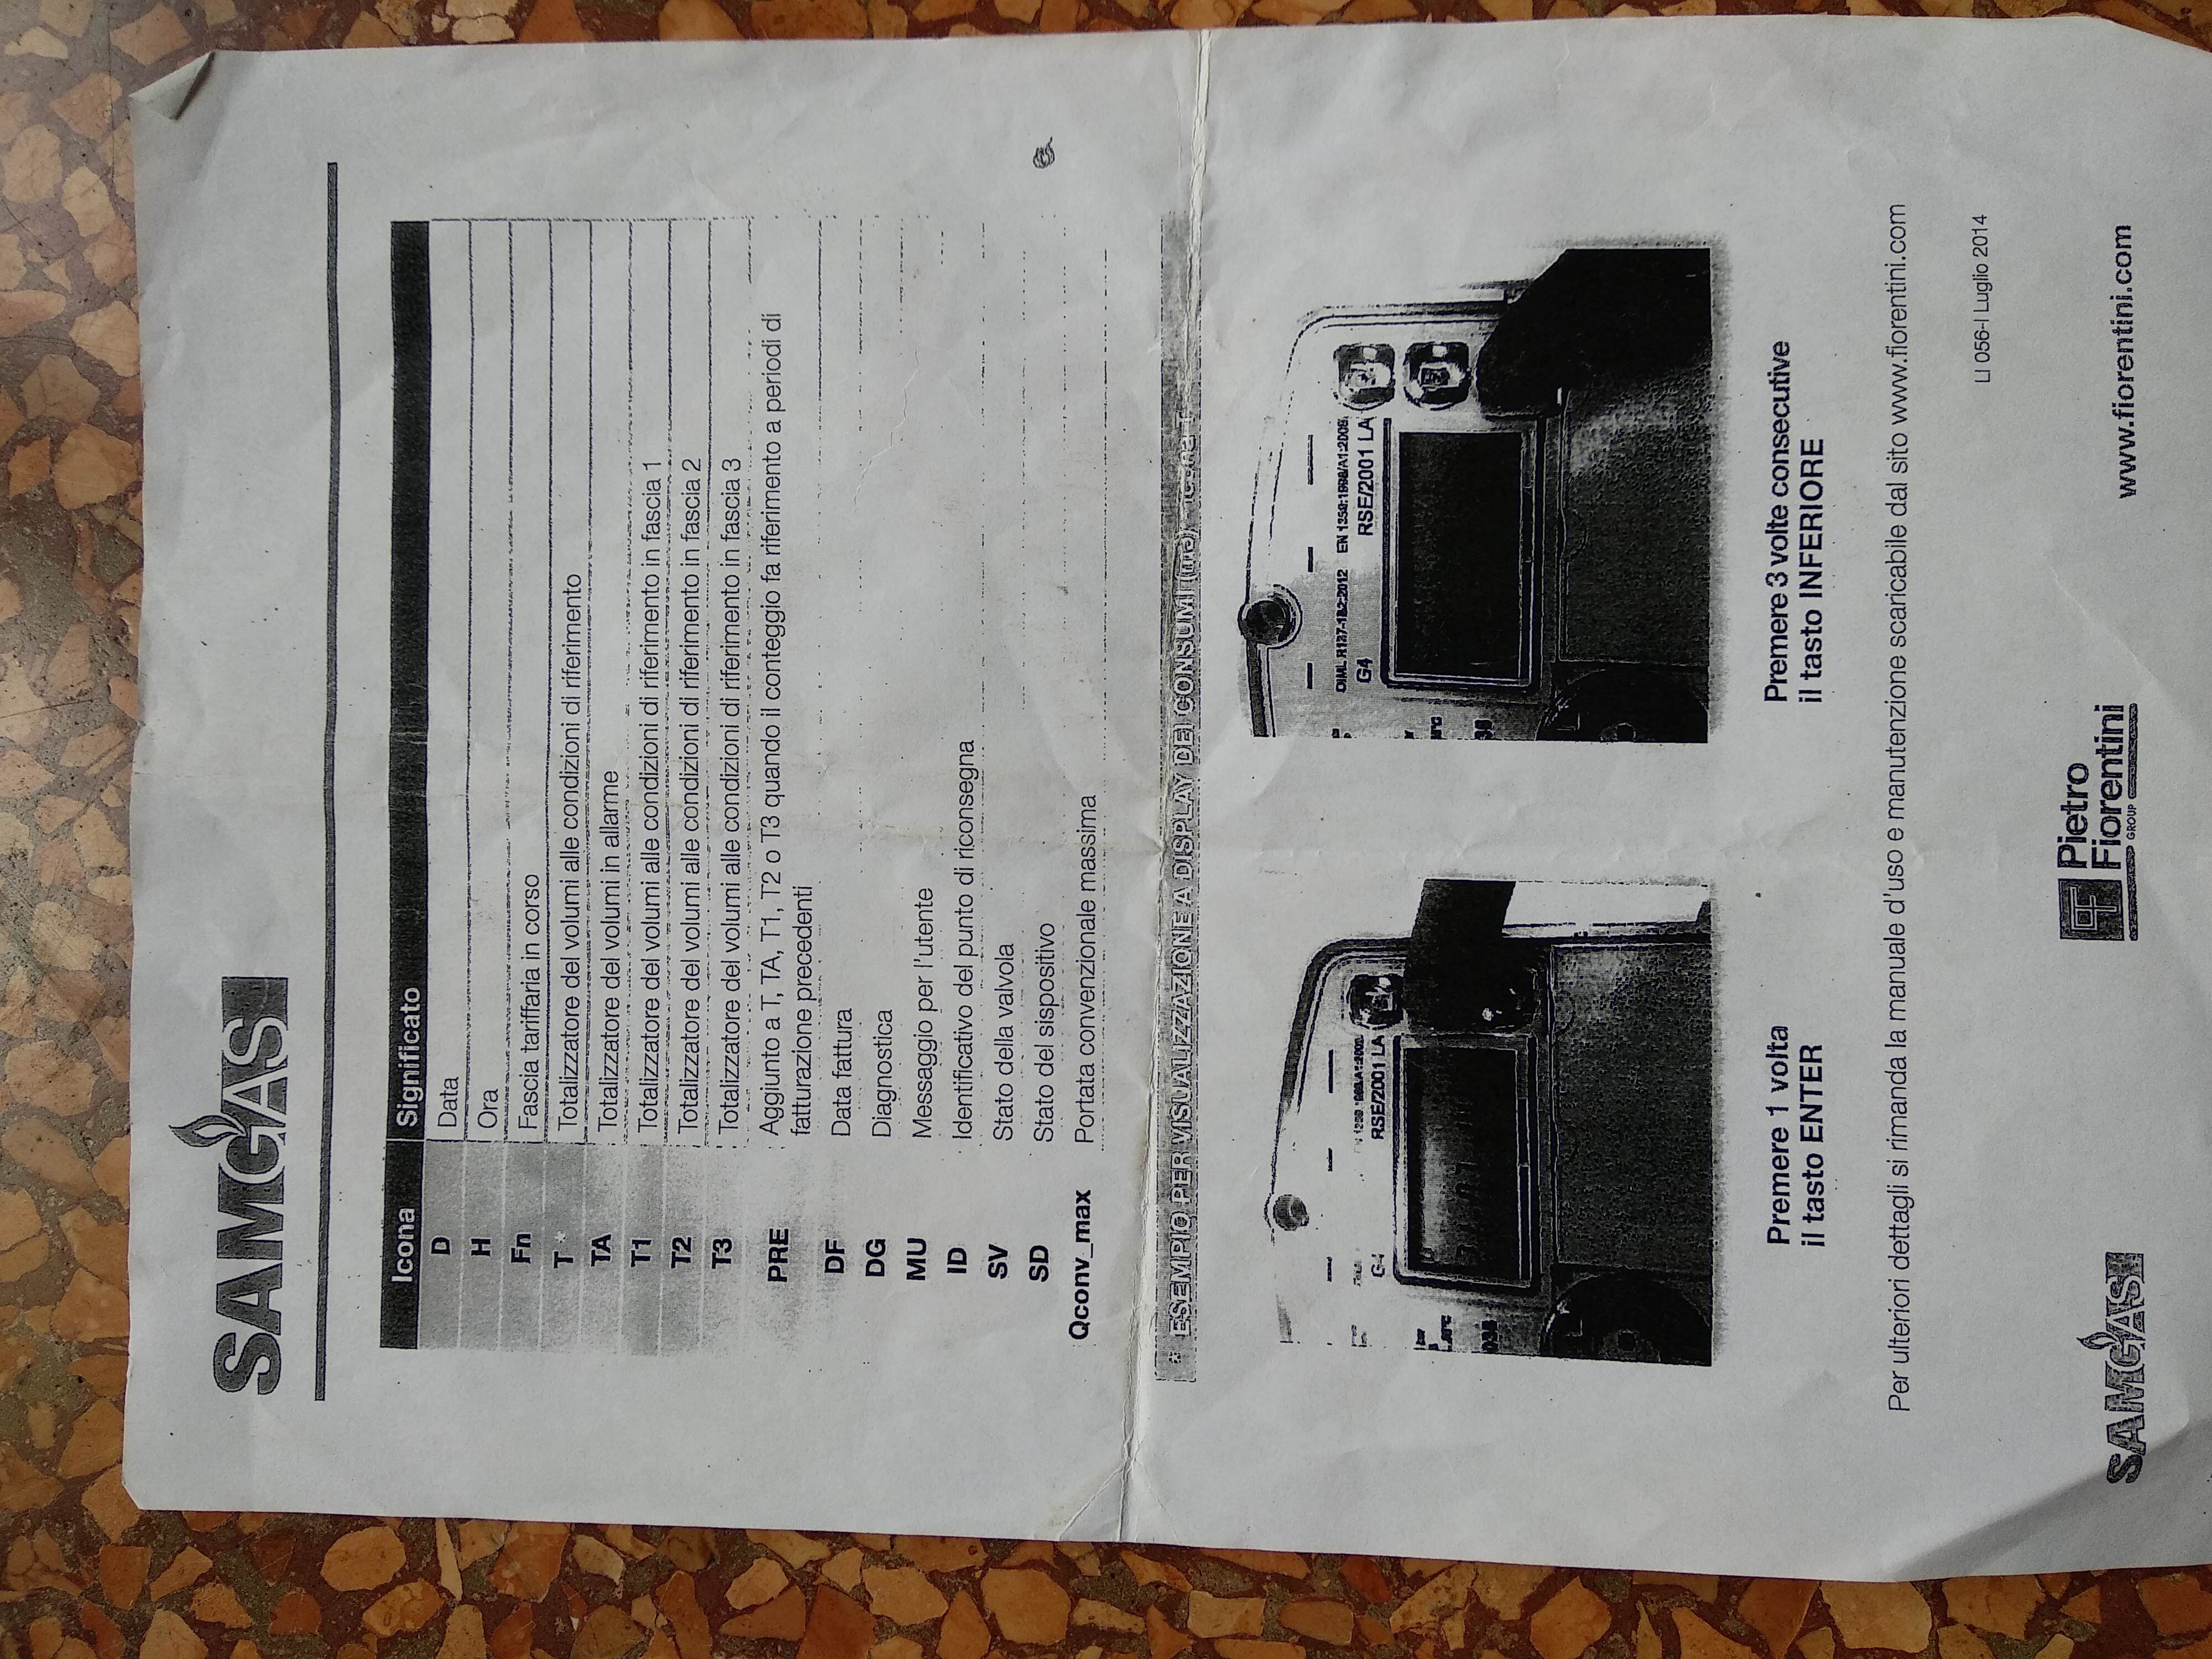 SAMGAS
Icona Significato
D Data
H Ora
Fn Fascia tariffaria in corso
T * Totalizzatore del volumi alle condizioni di riferimento
TA Totalizzatore del volumi in allarme
T1 Totalizzatore del volumi alle condizioni di riferimento in fascia 1
T2 Totalizzatore del volumi alle condizioni di riferimento in fascia 2
T3 Totalizzatore del volumi alle condizioni di riferimento in fascia 3
PRE Aggiunto a T, TA, T1, T2 o T3 quando il conteggio fa riferimento a periodi di
fatturazione precedenti
DF Data fattura
DG Diagnostica
MU Messaggio per l'utente
ID Identificativo del punto di riconsegna
SV Stato della valvola
SD Stato del sispositivo
Qconv_max Portata convenzionale massima
* ESEMPIO PER VISUALIZZAZIONE A DISPLAY DEI CONSUMI (m3) - icona T
G4 RSE/2001 LA
OIML R137-1&2:2012 EN 1359:1998/A1:2006
G4 RSE/2001 LA
Premere 1 volta
il tasto ENTER
Premere 3 volte consecutive
il tasto INFERIORE
Per ulteriori dettagli si rimanda la manuale d'uso e manutenzione scaricabile dal sito www.fiorentini.com
LI 056-I Luglio 2014
SAMGAS
Pietro
Fiorentini
GROUP
www.fiorentini.com